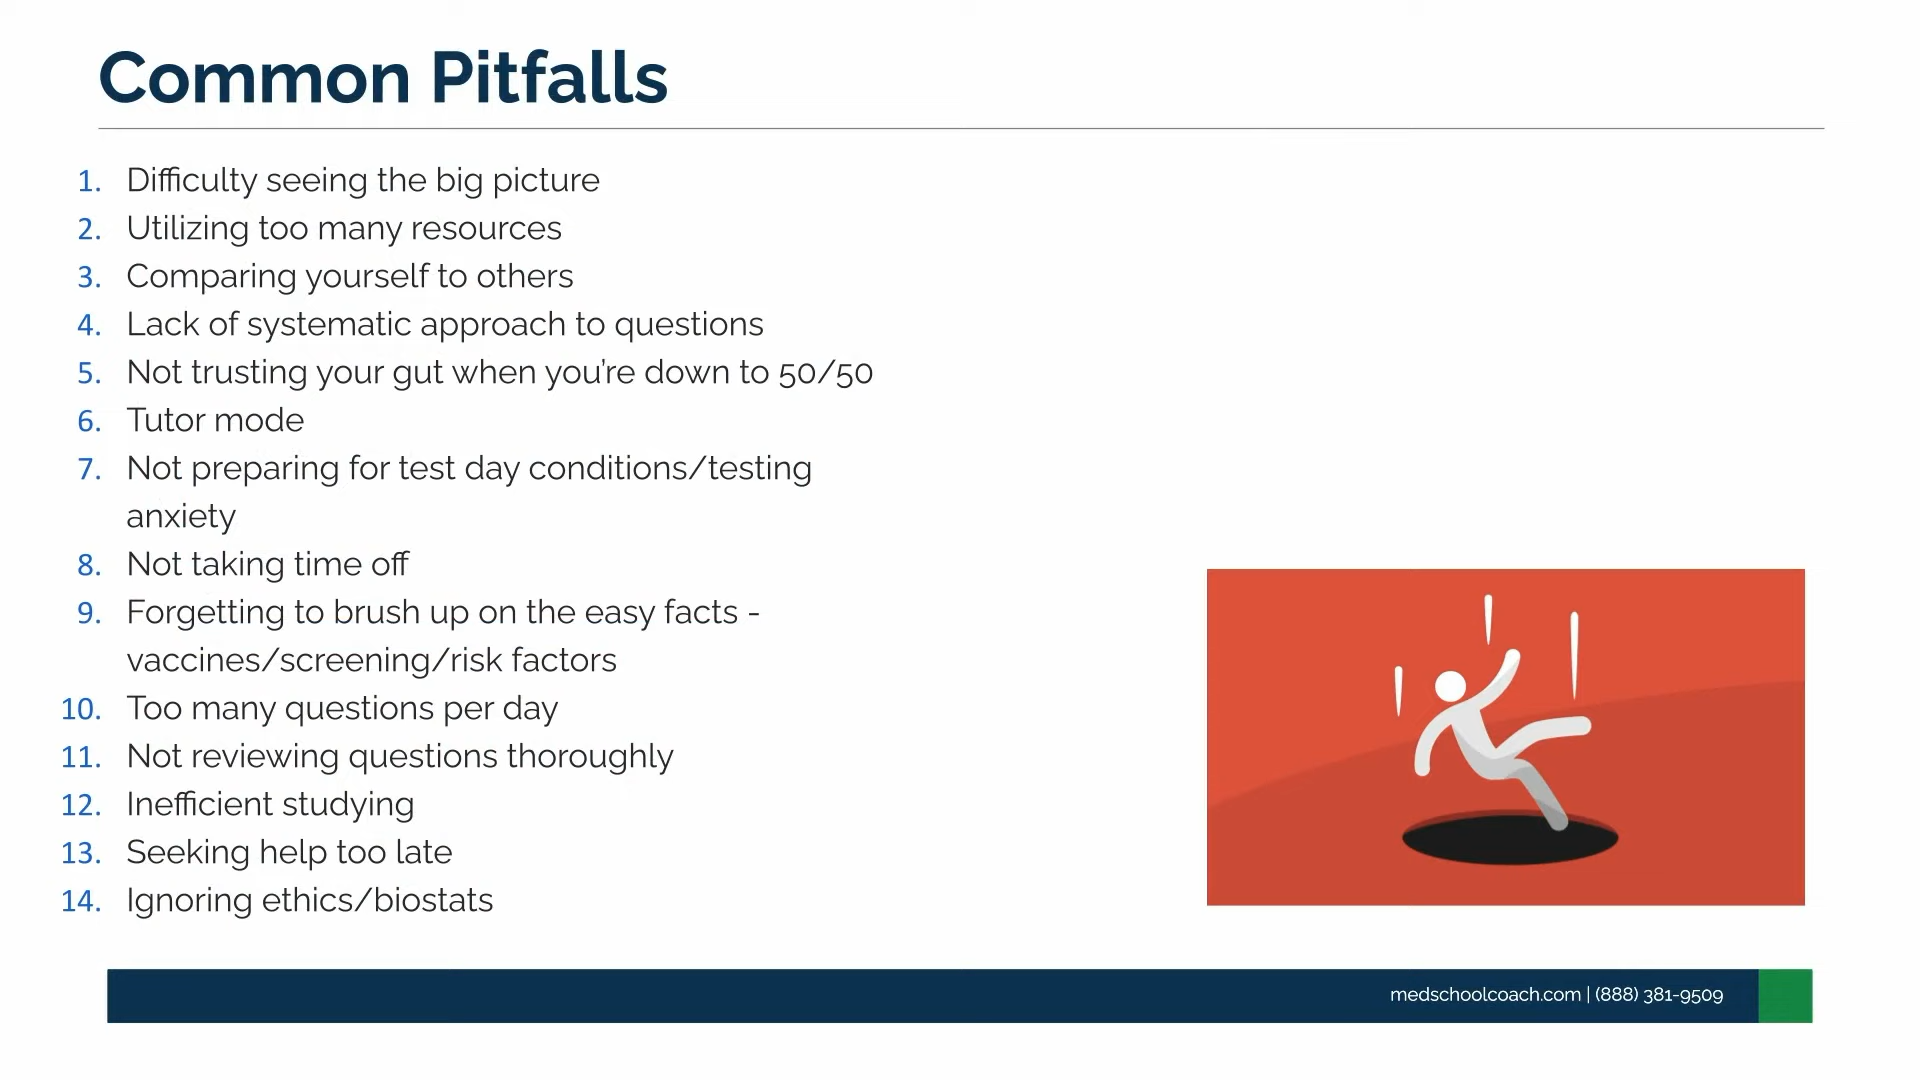 Common Pitfalls
1. Difficulty seeing the big picture
2. Utilizing too many resources
3. Comparing yourself to others
4. Lack of systematic approach to questions
5. Not trusting your gut when you're down to 50/50
6. Tutor mode
7. Not preparing for test day conditions/testing
anxiety
8. Not taking time off
9. Forgetting to brush up on the easy facts -
vaccines/screening/risk factors
10. Too many questions per day
11. Not reviewing questions thoroughly
12. Inefficient studying
13. Seeking help too late
14. Ignoring ethics/biostats
medschoolcoach.com | (888) 381-9509